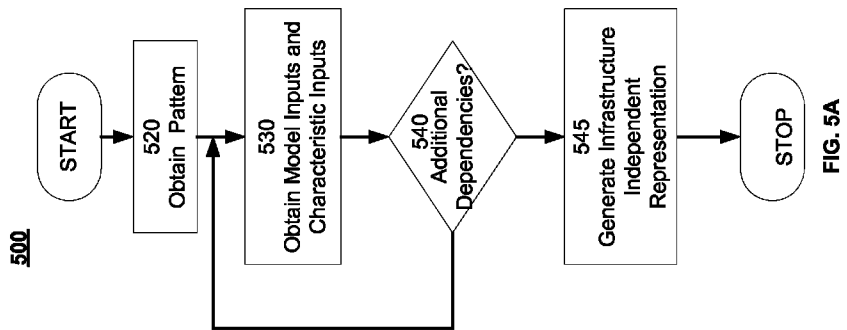 500
START
520
Obtain Pattern
530
Obtain Model Inputs and
Characteristic Inputs
540
Additional
Dependencies?
545
Generate Infrastructure
Independent
Representation
STOP
FIG. 5A